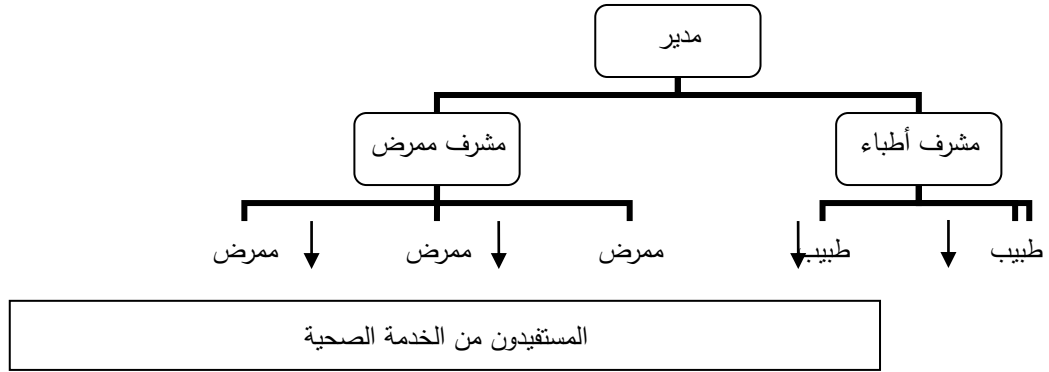 مدير
مشرف أطباء
مشرف ممرض
طبيب
طبيب
ممرض
ممرض
ممرض
المستفيدون من الخدمة الصحية